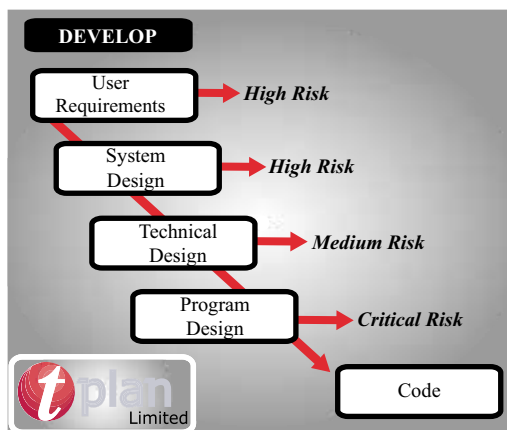 DEVELOP
User
Requirements
High Risk
System
Design
High Risk
Technical
Design
Medium Risk
Program
Design
Critical Risk
Code
t plan
Limited